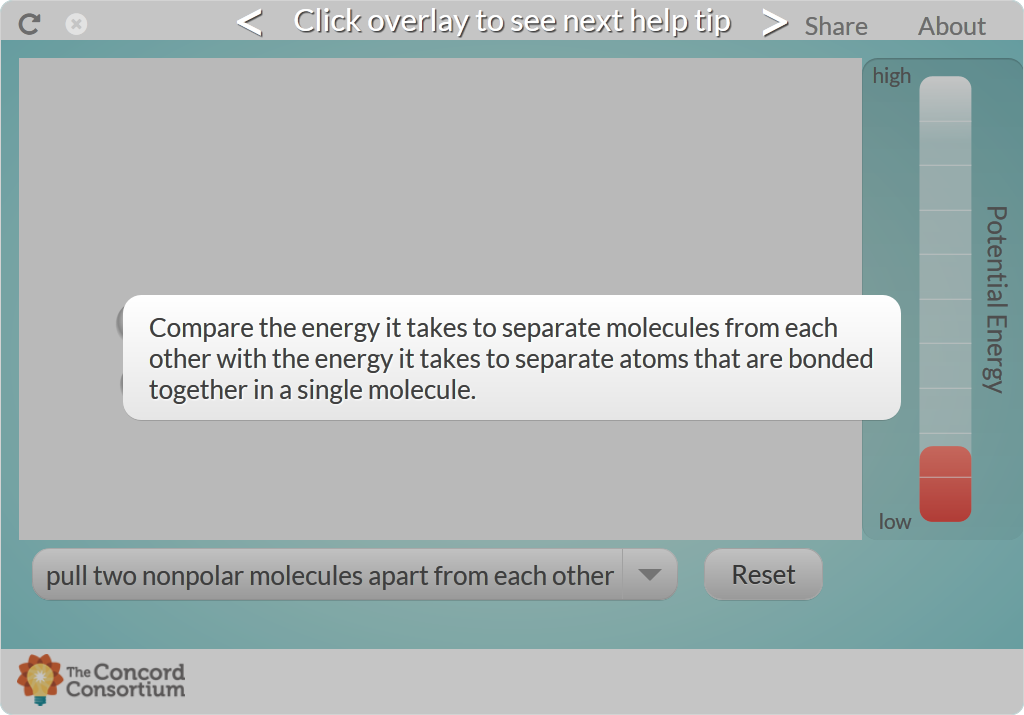 < Click overlay to see next help tip >
Share
About
high
Potential Energy
low
Compare the energy it takes to separate molecules from each
other with the energy it takes to separate atoms that are bonded
together in a single molecule.
pull two nonpolar molecules apart from each other
Reset
The Concord
Consortium